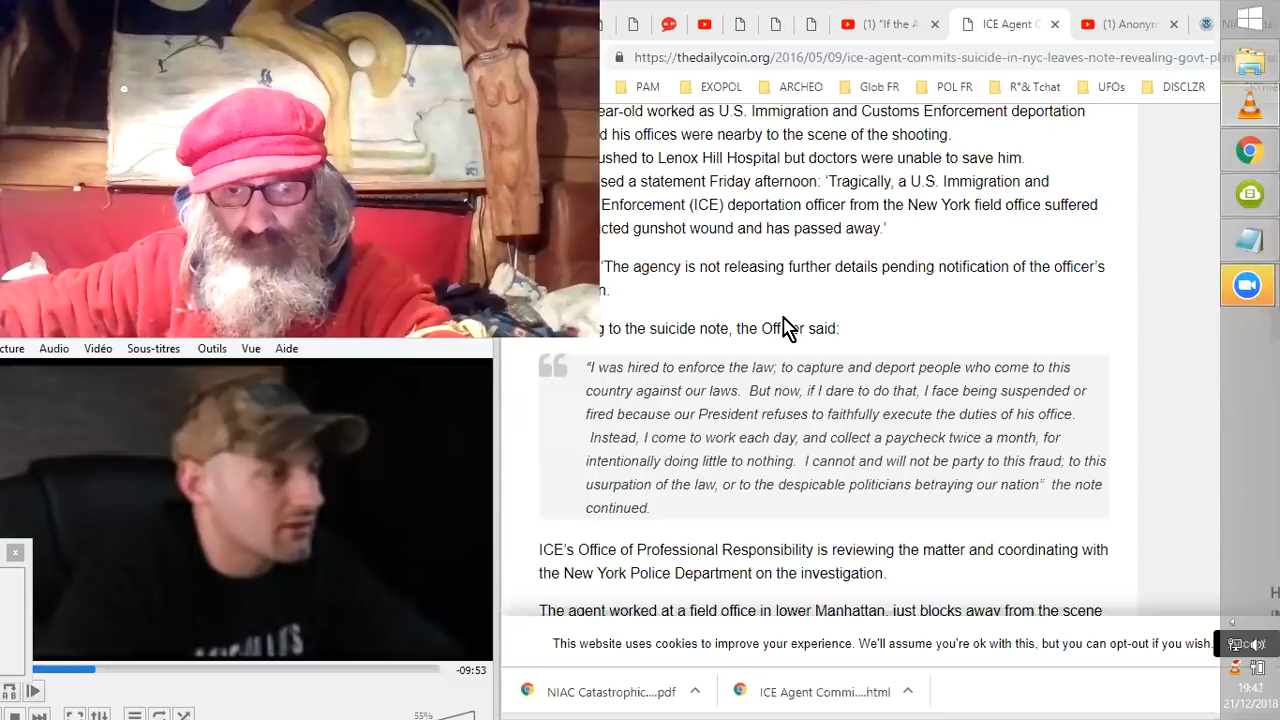 (1) "If the A
ICE Agent C
(1) Anonym
NIA
https://thedailycoin.org/2016/05/09/ice-agent-commits-suicide-in-nyc-leaves-note-revealing-govt-plan
PAM
EXOPOL
ARCHEO
Glob FR
POL FR
R*& Tchat
UFOs
DISCLZR
ear-old worked as U.S. Immigration and Customs Enforcement deportation
d his offices were nearby to the scene of the shooting.
ushed to Lenox Hill Hospital but doctors were unable to save him.
sed a statement Friday afternoon: ‘Tragically, a U.S. Immigration and
Enforcement (ICE) deportation officer from the New York field office suffered
cted gunshot wound and has passed away.’
‘The agency is not releasing further details pending notification of the officer’s
n.
g to the suicide note, the Officer said:
“I was hired to enforce the law; to capture and deport people who come to this
country against our laws.  But now, if I dare to do that, I face being suspended or
fired because our President refuses to faithfully execute the duties of his office.
Instead, I come to work each day, and collect a paycheck twice a month, for
intentionally doing little to nothing.  I cannot and will not be party to this fraud; to this
usurpation of the law, or to the despicable politicians betraying our nation”  the note
continued.
ICE’s Office of Professional Responsibility is reviewing the matter and coordinating with
the New York Police Department on the investigation.
The agent worked at a field office in lower Manhattan, just blocks away from the scene
This website uses cookies to improve your experience. We'll assume you're ok with this, but you can opt-out if you wish.
NIAC Catastrophic....pdf
ICE Agent Commi....html
cture
Audio
Vidéo
Sous-titres
Outils
Vue
Aide
-09:53
55%
19:42
21/12/2018